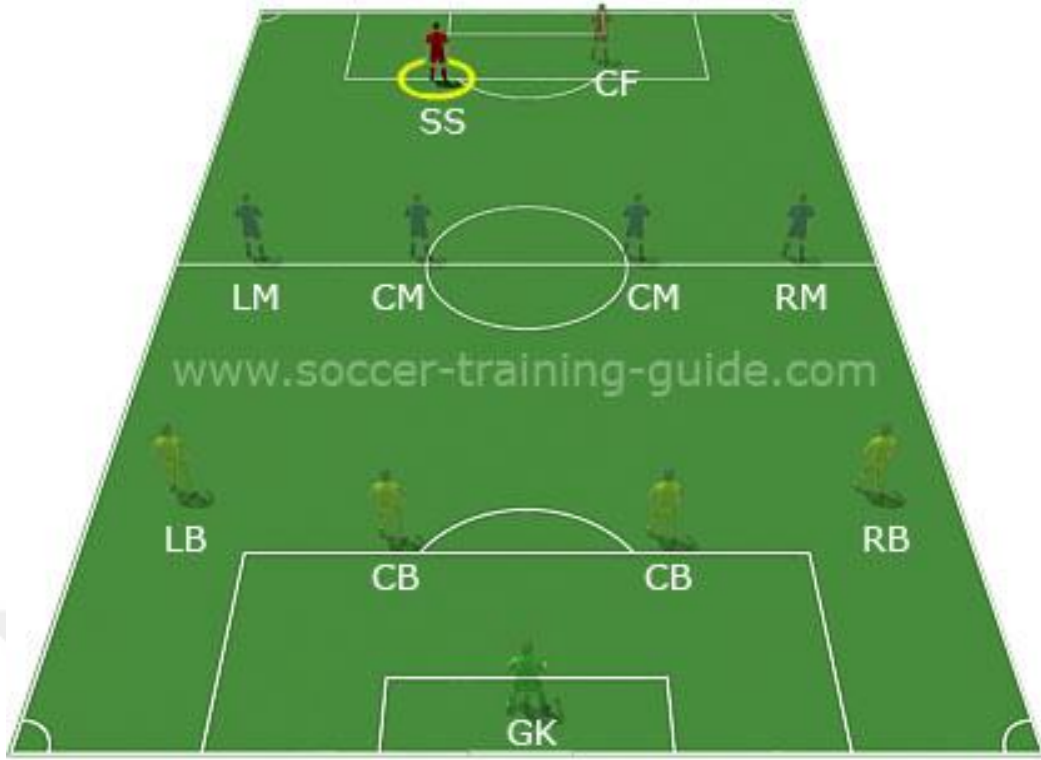 CF
SS
LM CM CM RM
www.soccer-training-guide.com
LB RB
CB CB
GK